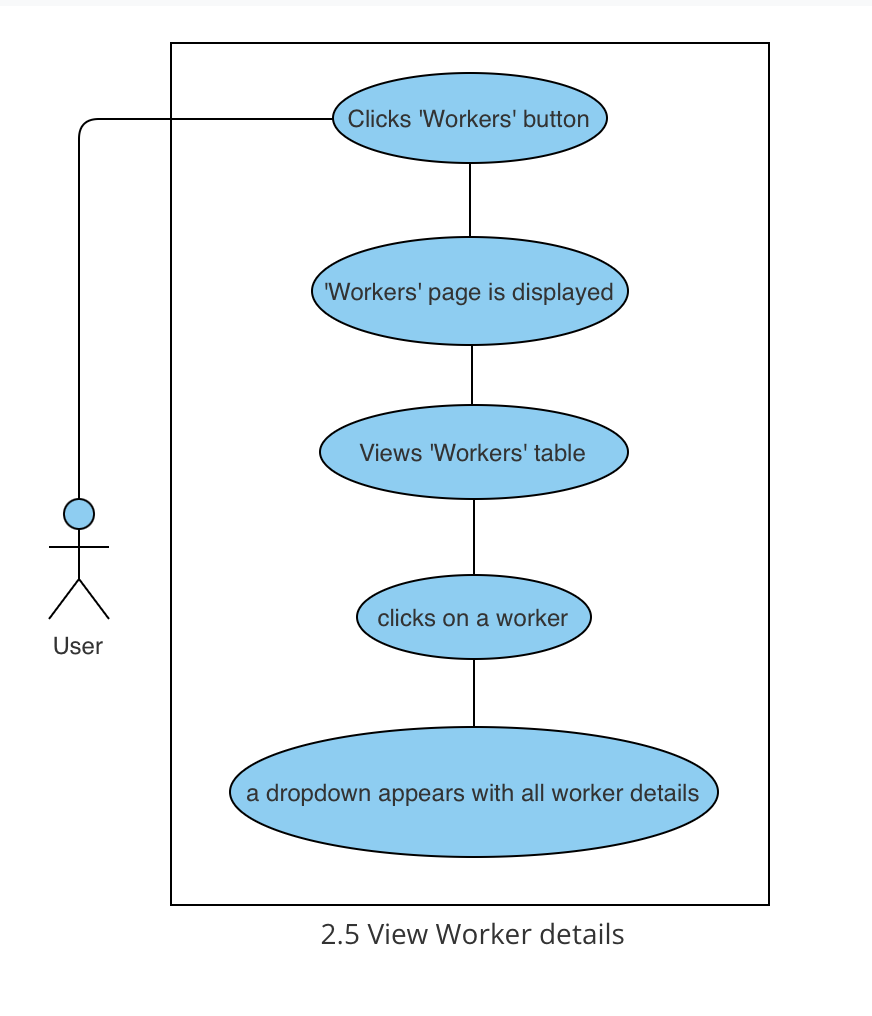 Clicks 'Workers' button
'Workers' page is displayed
Views 'Workers' table
clicks on a worker
User
a dropdown appears with all worker details
2.5 View Worker details